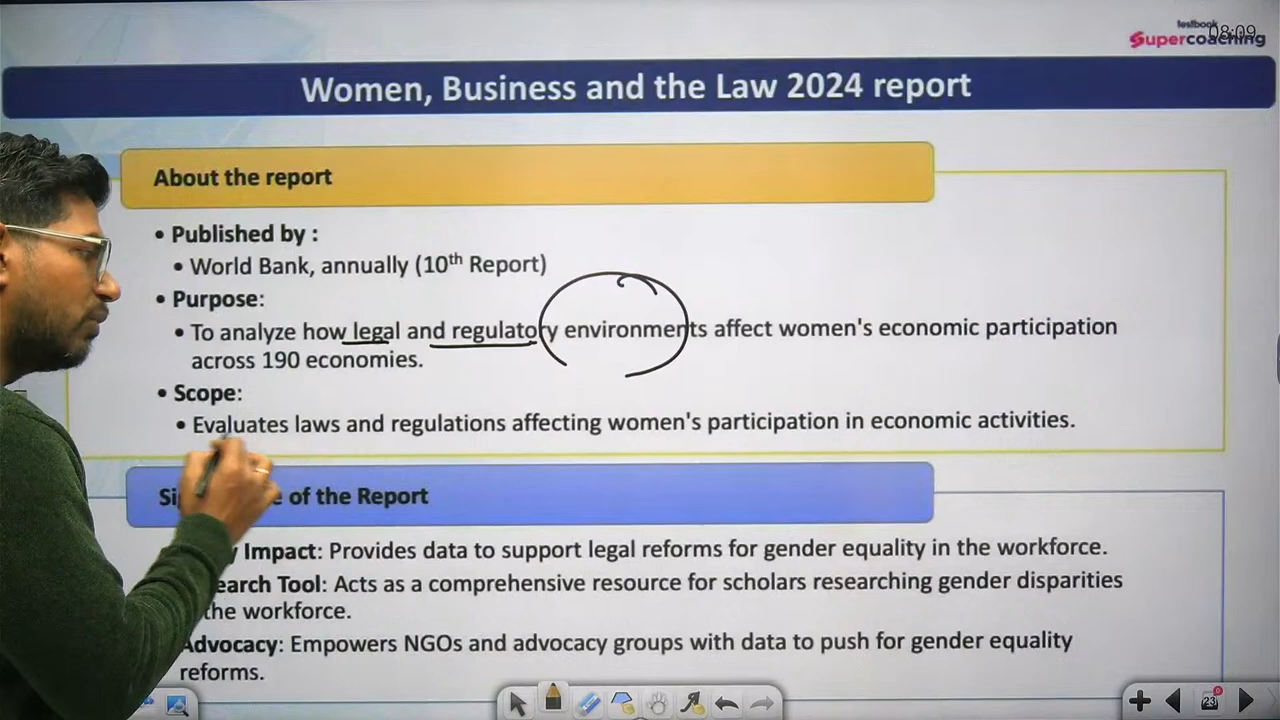 testbook
Supercoaching
08:09
Women, Business and the Law 2024 report
About the report
• Published by :
• World Bank, annually (10th Report)
• Purpose:
• To analyze how legal and regulatory environments affect women's economic participation
across 190 economies.
• Scope:
• Evaluates laws and regulations affecting women's participation in economic activities.
of the Report
Impact: Provides data to support legal reforms for gender equality in the workforce.
Tool: Acts as a comprehensive resource for scholars researching gender disparities
the workforce.
Advocacy: Empowers NGOs and advocacy groups with data to push for gender equality
reforms.
23